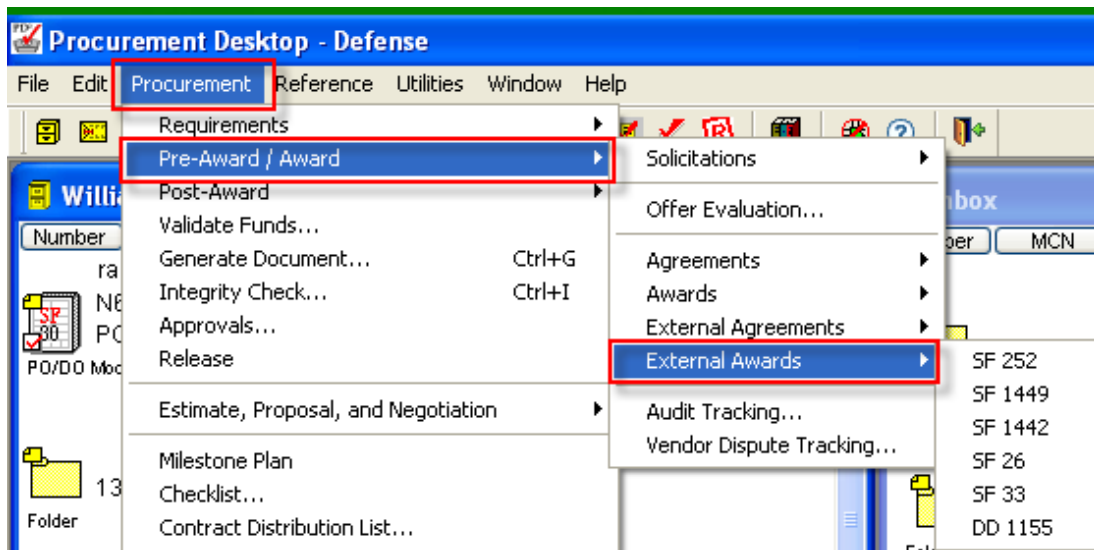 Procurement Desktop - Defense
File Edit Procurement Reference Utilities Window Help
Requirements
Pre-Award / Award
Post-Award
Validate Funds...
Generate Document... Ctrl+G
Integrity Check... Ctrl+I
Approvals...
Release
Estimate, Proposal, and Negotiation
Milestone Plan
Checklist...
Contract Distribution List...
Solicitations
Offer Evaluation...
Agreements
Awards
External Agreements
External Awards
Audit Tracking...
Vendor Dispute Tracking...
SF 252
SF 1449
SF 1442
SF 26
SF 33
DD 1155
Number
SF
30
PO/DO Mod
13
Folder
MCN